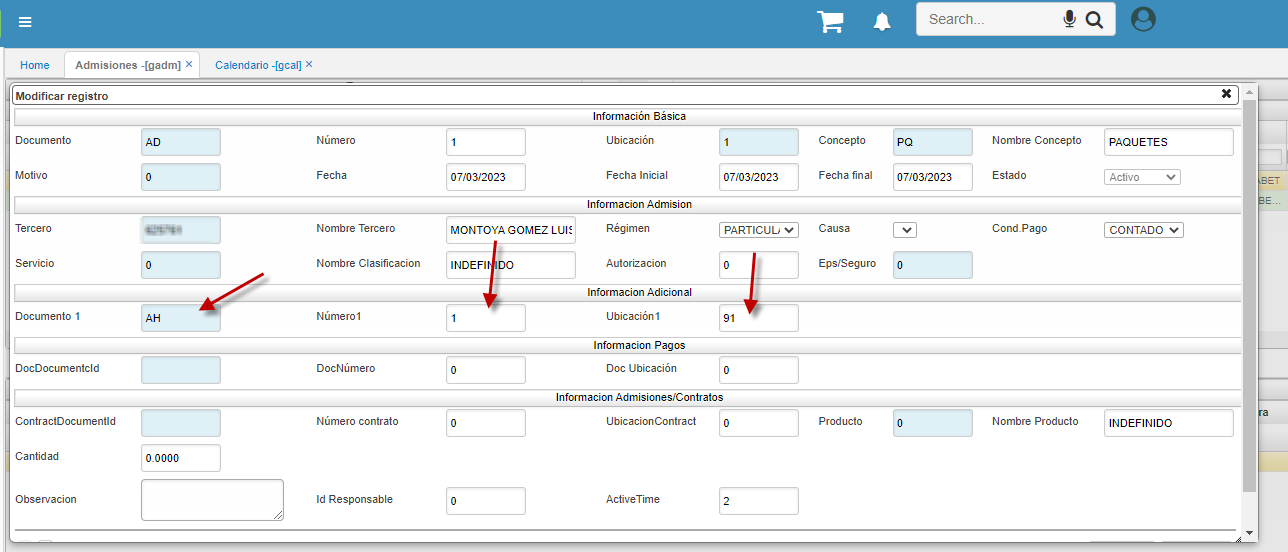 Search...
Home Admisiones -[gadm] × Calendario -[gcal] ×
Modificar registro
Información Básica
Documento AD Número 1 Ubicación 1 Concepto PQ Nombre Concepto PAQUETES
Motivo 0 Fecha 07/03/2023 Fecha Inicial 07/03/2023 Fecha final 07/03/2023 Estado Activo
Informacion Admision
Tercero Nombre Tercero MONTOYA GOMEZ LUIS Régimen PARTICULA Causa Cond.Pago CONTADO
Servicio 0 Nombre Clasificacion INDEFINIDO Autorizacion 0 Eps/Seguro 0
Informacion Adicional
Documento 1 AH Número1 1 Ubicación1 91
Informacion Pagos
DocDocumentcId DocNúmero 0 Doc Ubicación 0
Informacion Admisiones/Contratos
ContractDocumentId Número contrato 0 UbicacionContract 0 Producto 0 Nombre Producto INDEFINIDO
Cantidad 0.0000
Observacion Id Responsable 0 ActiveTime 2